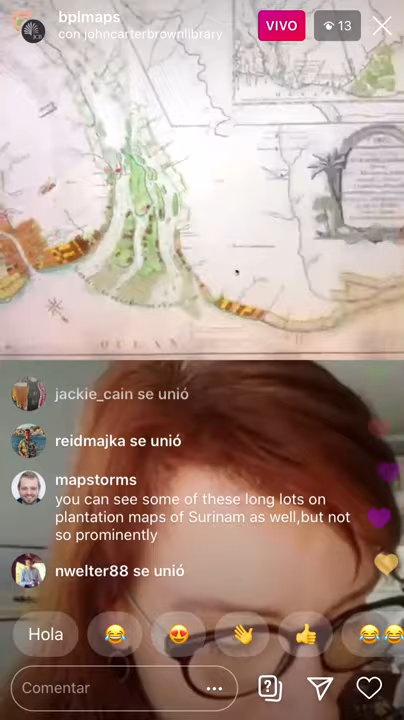 bplmaps
con johncarterbrownlibrary
VIVO
13
jackie_cain se unió
reidmajka se unió
mapstorms
you can see some of these long lots on
plantation maps of Surinam as well,but not
so prominently
nwelter88 se unió
Hola
Comentar